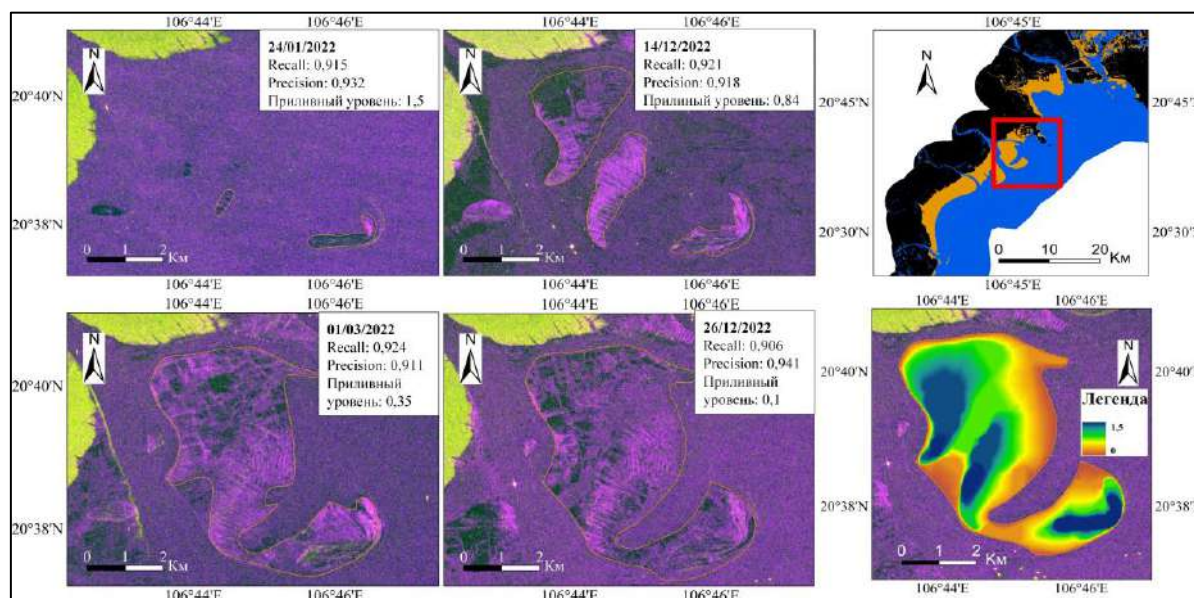 106°44'E 106°46'E 106°44'E 106°46'E 106°45'E
N
24/01/2022
Recall: 0,915
Precision: 0,932
Приливный уровень: 1,5
20°40'N
20°38'N
0 1 2
Км
N
14/12/2022
Recall: 0,921
Precision: 0,918
Прилиный уровень: 0,84
0 1 2
Км
N
20°45'N
20°30'N
20°45'N
20°30'N
0 10 20
Км
106°44'E 106°46'E 106°44'E 106°46'E 106°45'E
106°44'E 106°46'E 106°44'E 106°46'E 106°44'E 106°46'E
N
01/03/2022
Recall: 0,924
Precision: 0,911
Приливный
уровень: 0,35
20°40'N
20°38'N
0 1 2
Км
N
26/12/2022
Recall: 0,906
Precision: 0,941
Приливный
уровень: 0,1
0 1 2
Км
N
20°40'N
20°38'N
20°40'N
20°38'N
Легенда
1,5
0
0 1 2
Км
106°44'E 106°46'E 106°44'E 106°46'E 106°44'E 106°46'E